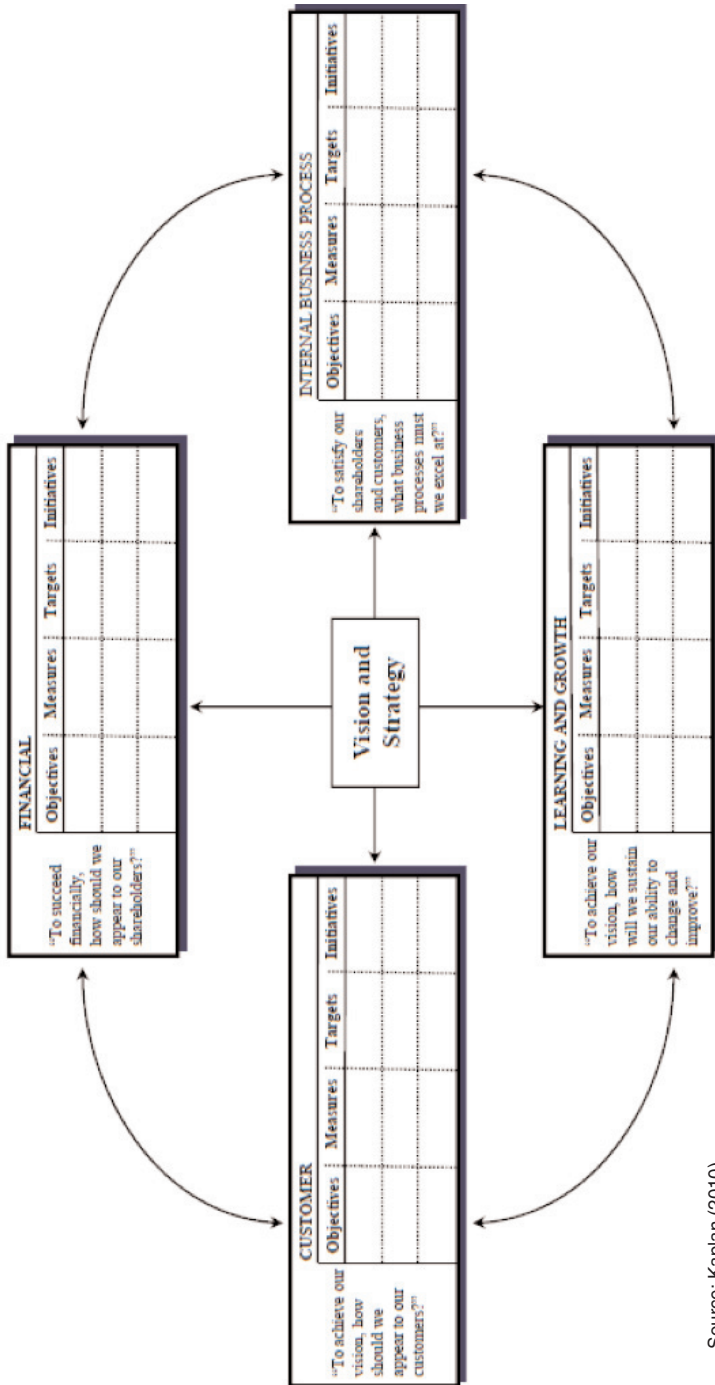 FINANCIAL
"To succeed
financially,
how should we
appear to our
shareholders?"
Objectives Measures Targets Initiatives
CUSTOMER
"To achieve our
vision, how
should we
appear to our
customers?"
Objectives Measures Targets Initiatives
Vision and
Strategy
INTERNAL BUSINESS PROCESS
"To satisfy our
shareholders
and customers,
what business
processes must
we excel at?"
Objectives Measures Targets Initiatives
LEARNING AND GROWTH
"To achieve our
vision, how
will we sustain
our ability to
change and
improve?"
Objectives Measures Targets Initiatives
Source: Kaplan (2010)